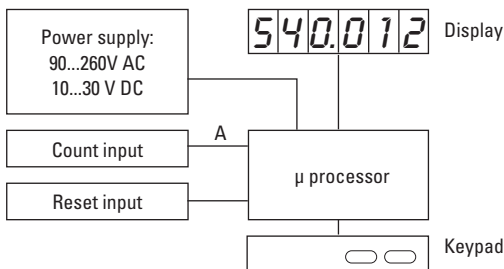 Power supply:
90...260V AC
10...30 V DC
540.012
Display
A
Count input
µ processor
Reset input
Keypad